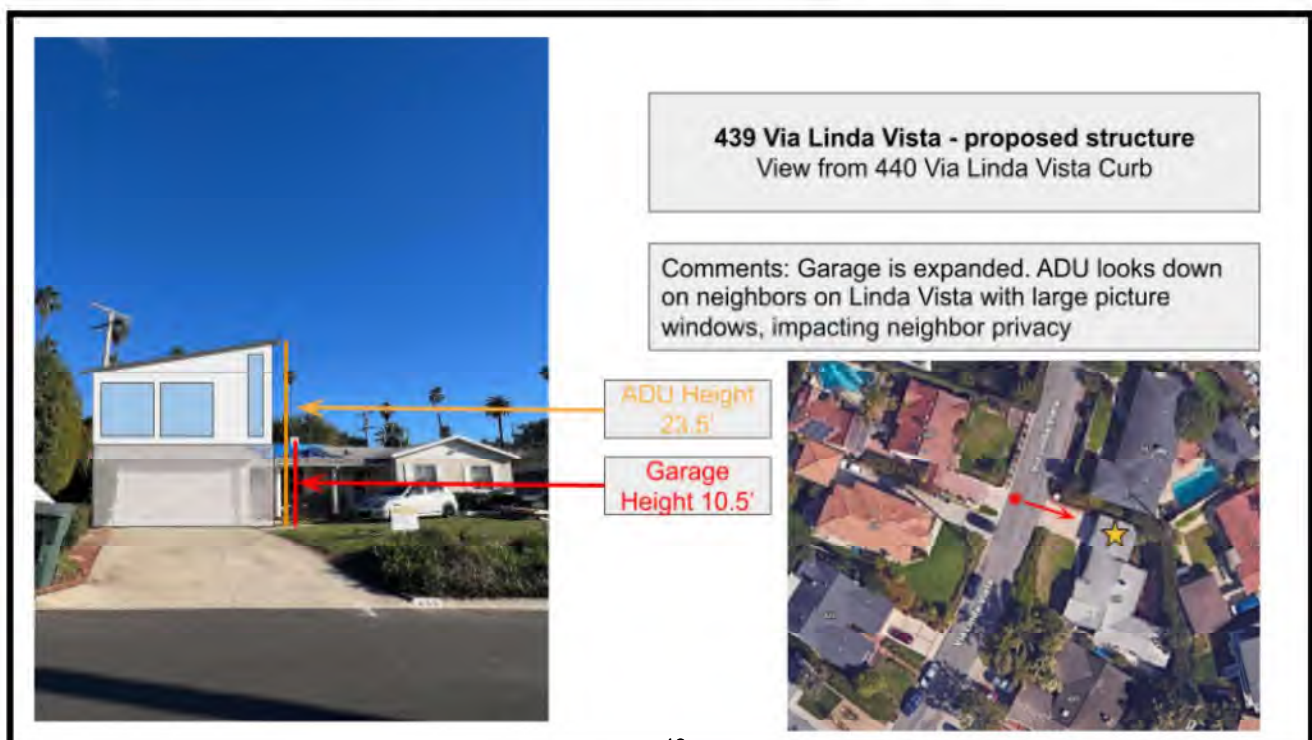 439 Via Linda Vista - proposed structure
View from 440 Via Linda Vista Curb
Comments: Garage is expanded. ADU looks down
on neighbors on Linda Vista with large picture
windows, impacting neighbor privacy
ADU Height
23.5'
Garage
Height 10.5'